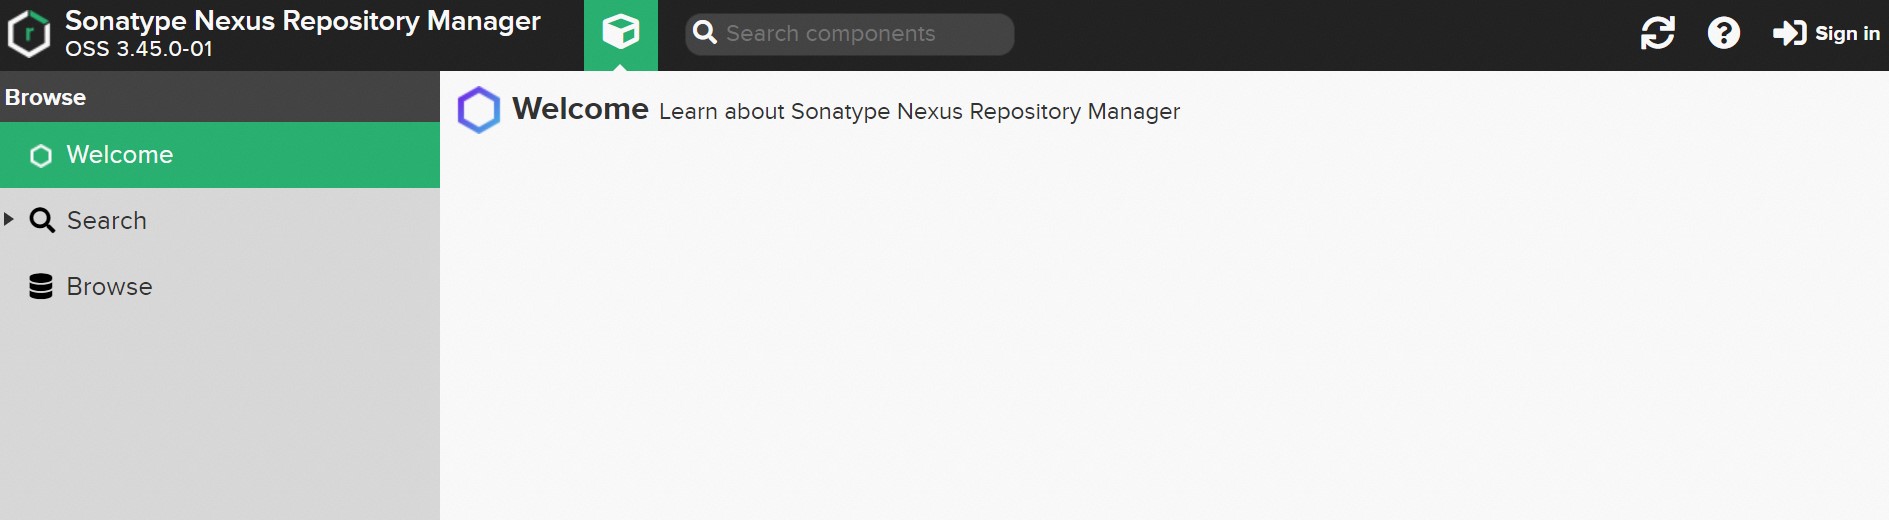 Sonatype Nexus Repository Manager
OSS 3.45.0-01
Search components
Sign in
Browse
Welcome
Search
Browse
Welcome Learn about Sonatype Nexus Repository Manager